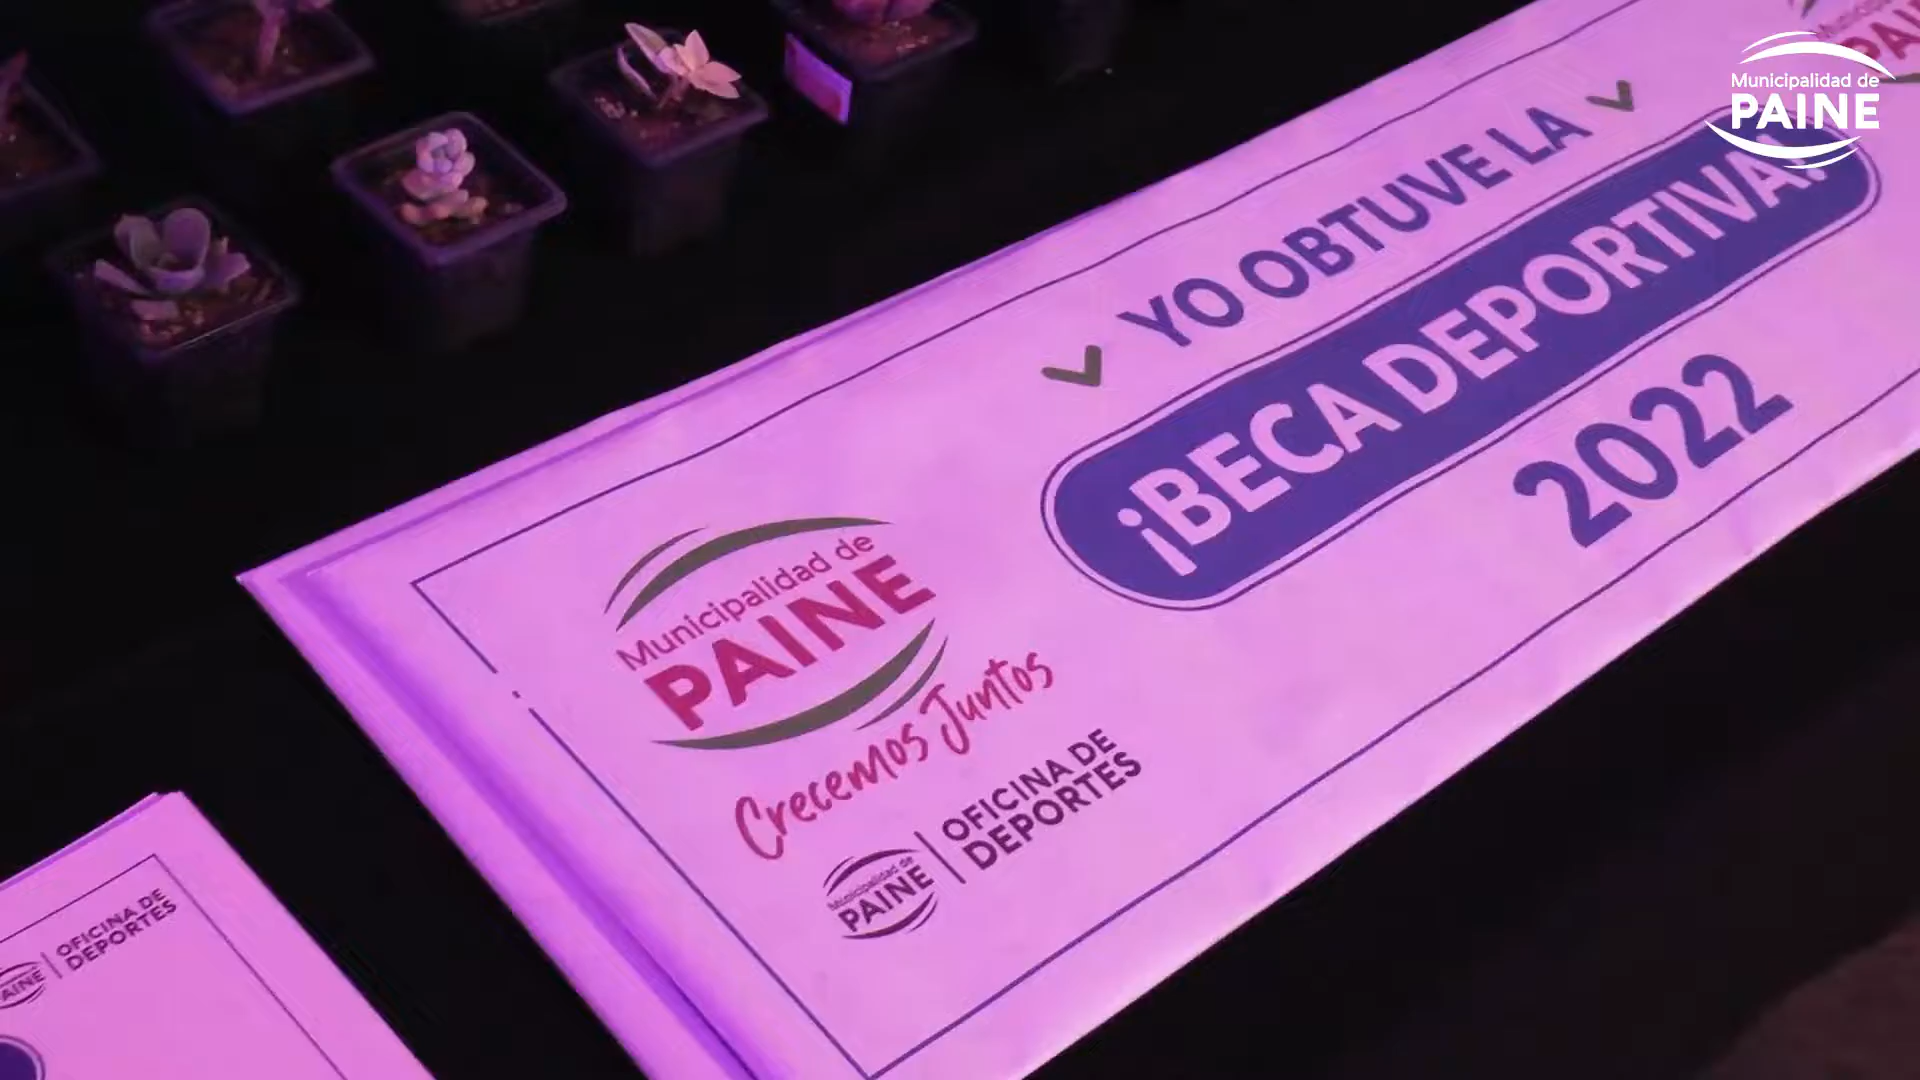 Municipalidad de
PAINE
YO OBTUVE LA
¡BECA DEPORTIVA!
2022
Municipalidad de
PAINE
Crecemos Juntos
Municipalidad de
PAINE
OFICINA DE
DEPORTES
OFICINA DE
DEPORTES